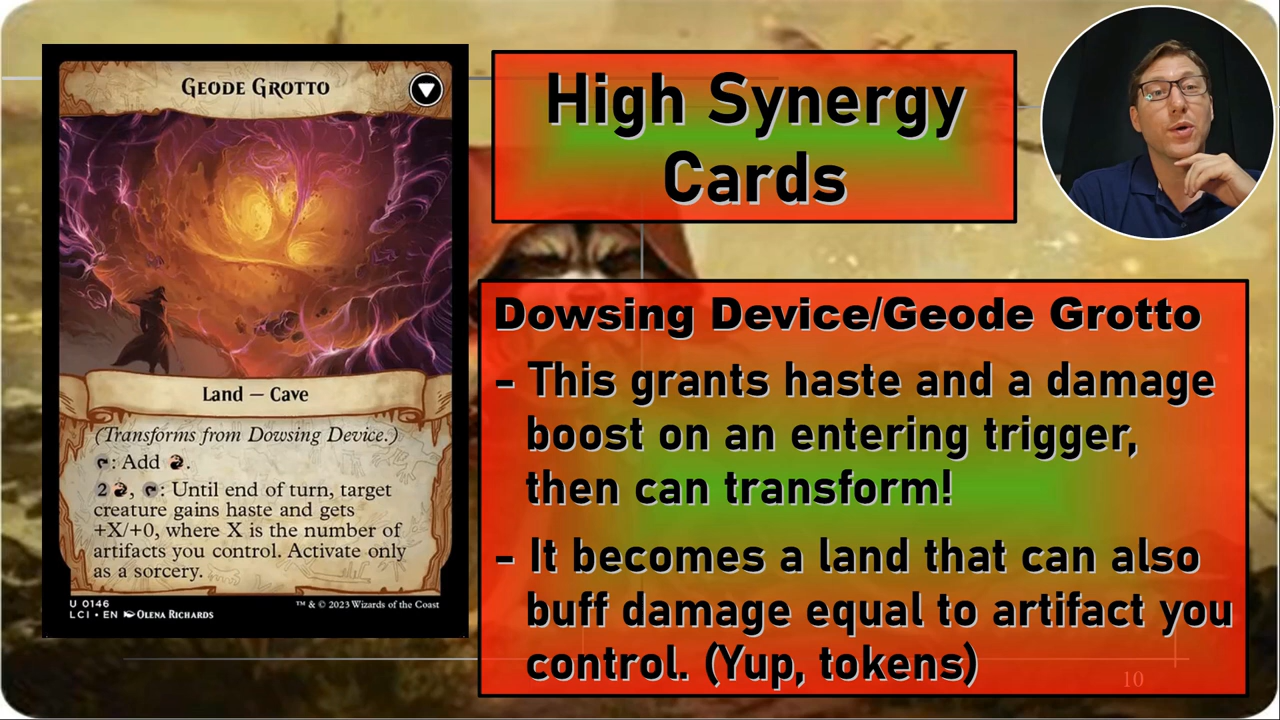 GEODE GROTTO
Land — Cave
(Transforms from Dowsing Device.)
: Add .
2 , : Until end of turn, target
creature gains haste and gets
+X/+0, where X is the number of
artifacts you control. Activate only
as a sorcery.
U 0146
LCI • EN OLENA RICHARDS
™ & © 2023 Wizards of the Coast
High Synergy
Cards
Dowsing Device/Geode Grotto
- This grants haste and a damage
boost on an entering trigger,
then can transform!
- It becomes a land that can also
buff damage equal to artifact you
control. (Yup, tokens)
10